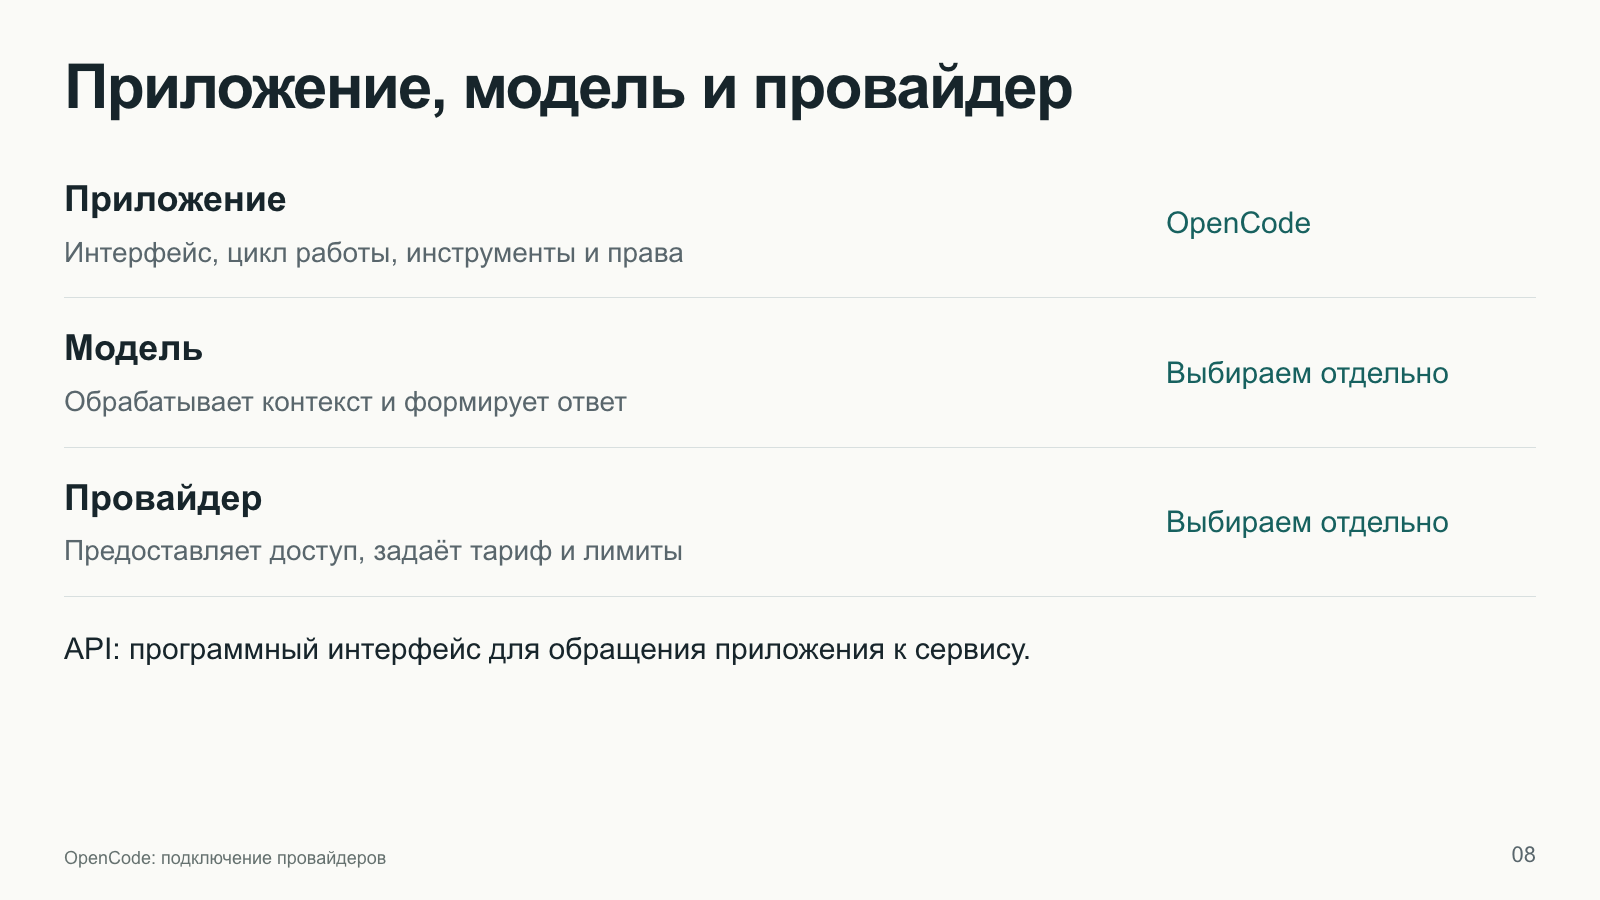 Приложение, модель и провайдер
Приложение
Интерфейс, цикл работы, инструменты и права
OpenCode
Модель
Обрабатывает контекст и формирует ответ
Выбираем отдельно
Провайдер
Предоставляет доступ, задаёт тариф и лимиты
Выбираем отдельно
API: программный интерфейс для обращения приложения к сервису.
OpenCode: подключение провайдеров
08